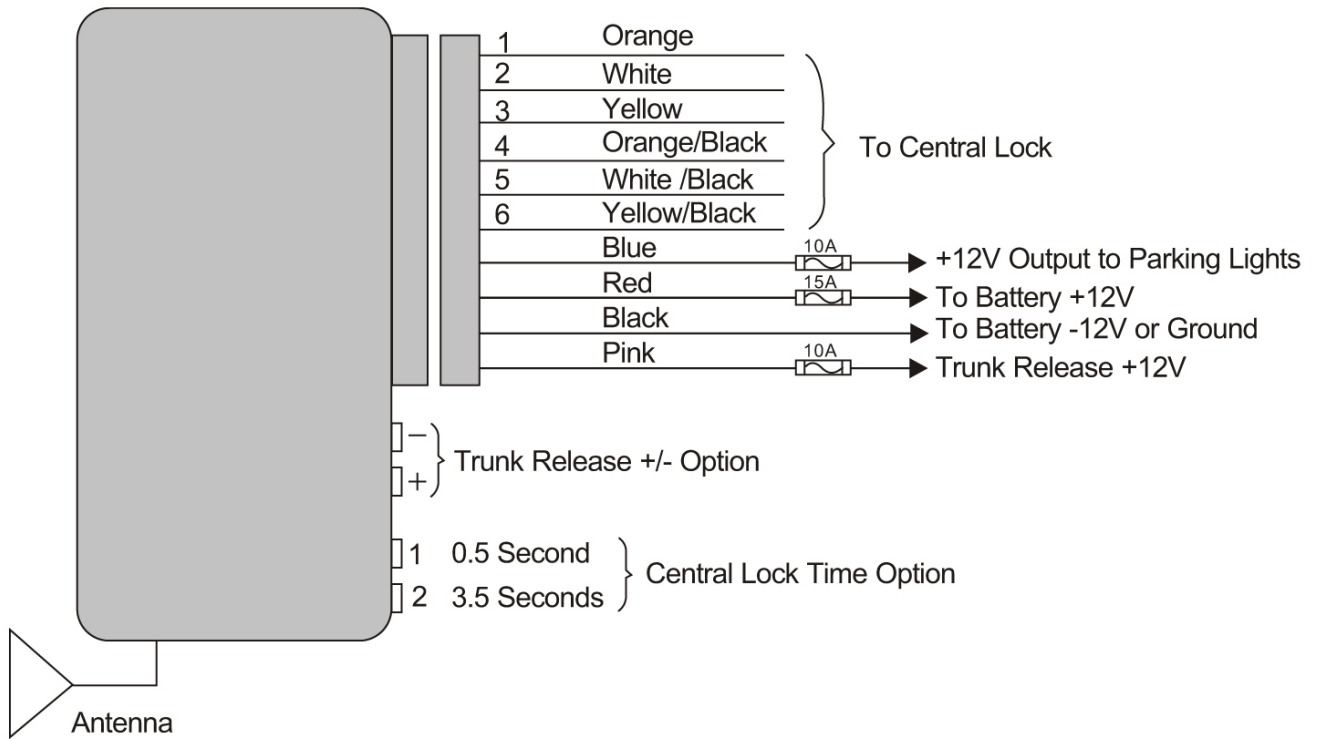 1 Orange
2 White
3 Yellow
4 Orange/Black
5 White /Black
6 Yellow/Black
To Central Lock
Blue 10A +12V Output to Parking Lights
Red 15A To Battery +12V
Black To Battery -12V or Ground
Pink 10A Trunk Release +12V
−
+
Trunk Release +/- Option
1 0.5 Second
2 3.5 Seconds
Central Lock Time Option
Antenna